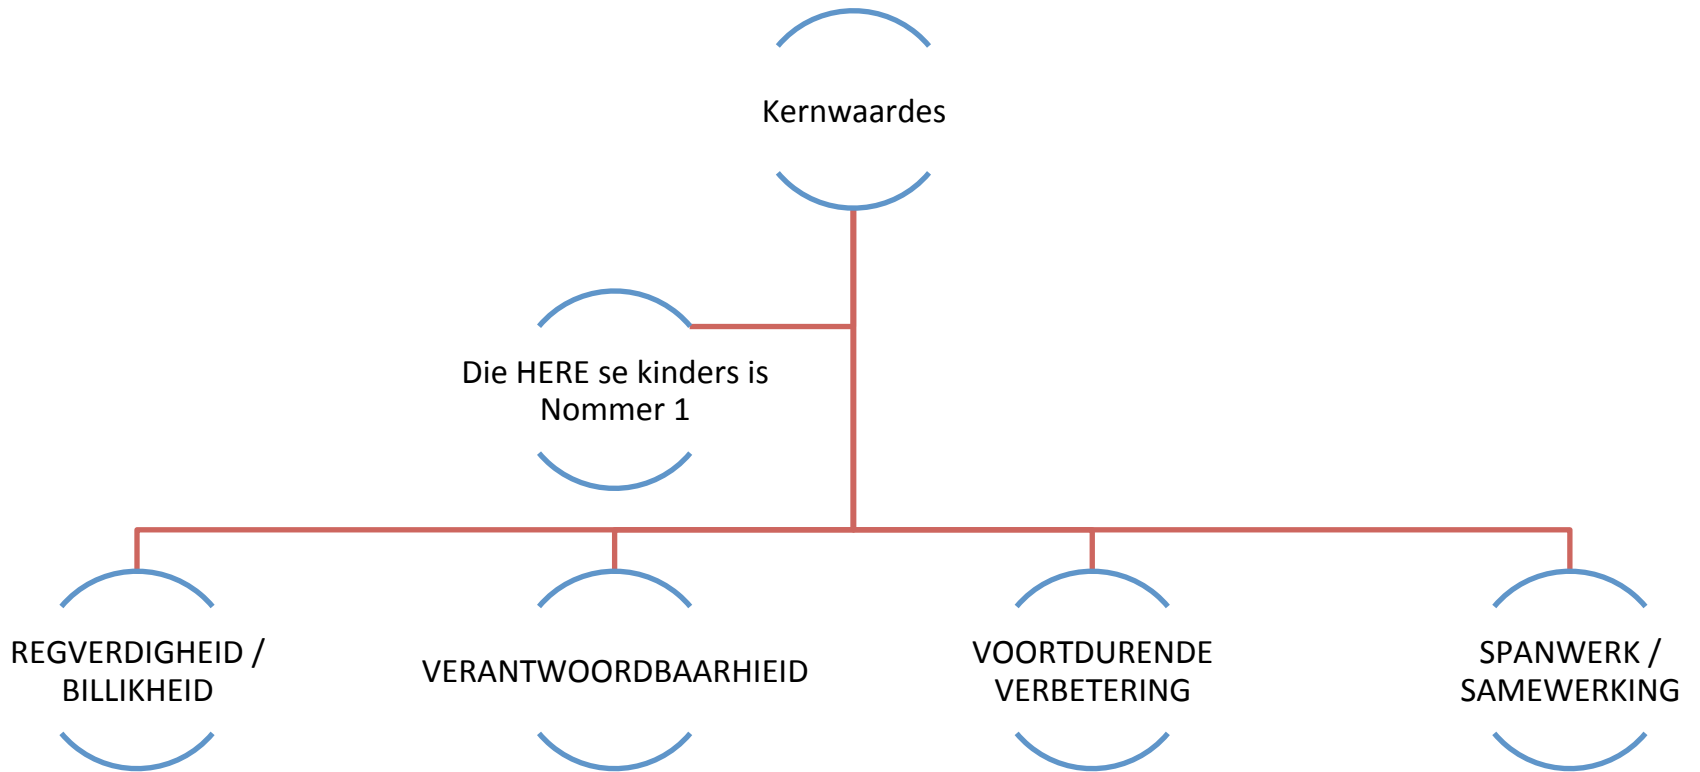 Kernwaardes
Die HERE se kinders is
Nommer 1
REGVERDIGHEID /
BILLIKHEID
VERANTWOORDBAARHIEID
VOORTDURENDE
VERBETERING
SPANWERK /
SAMEWERKING